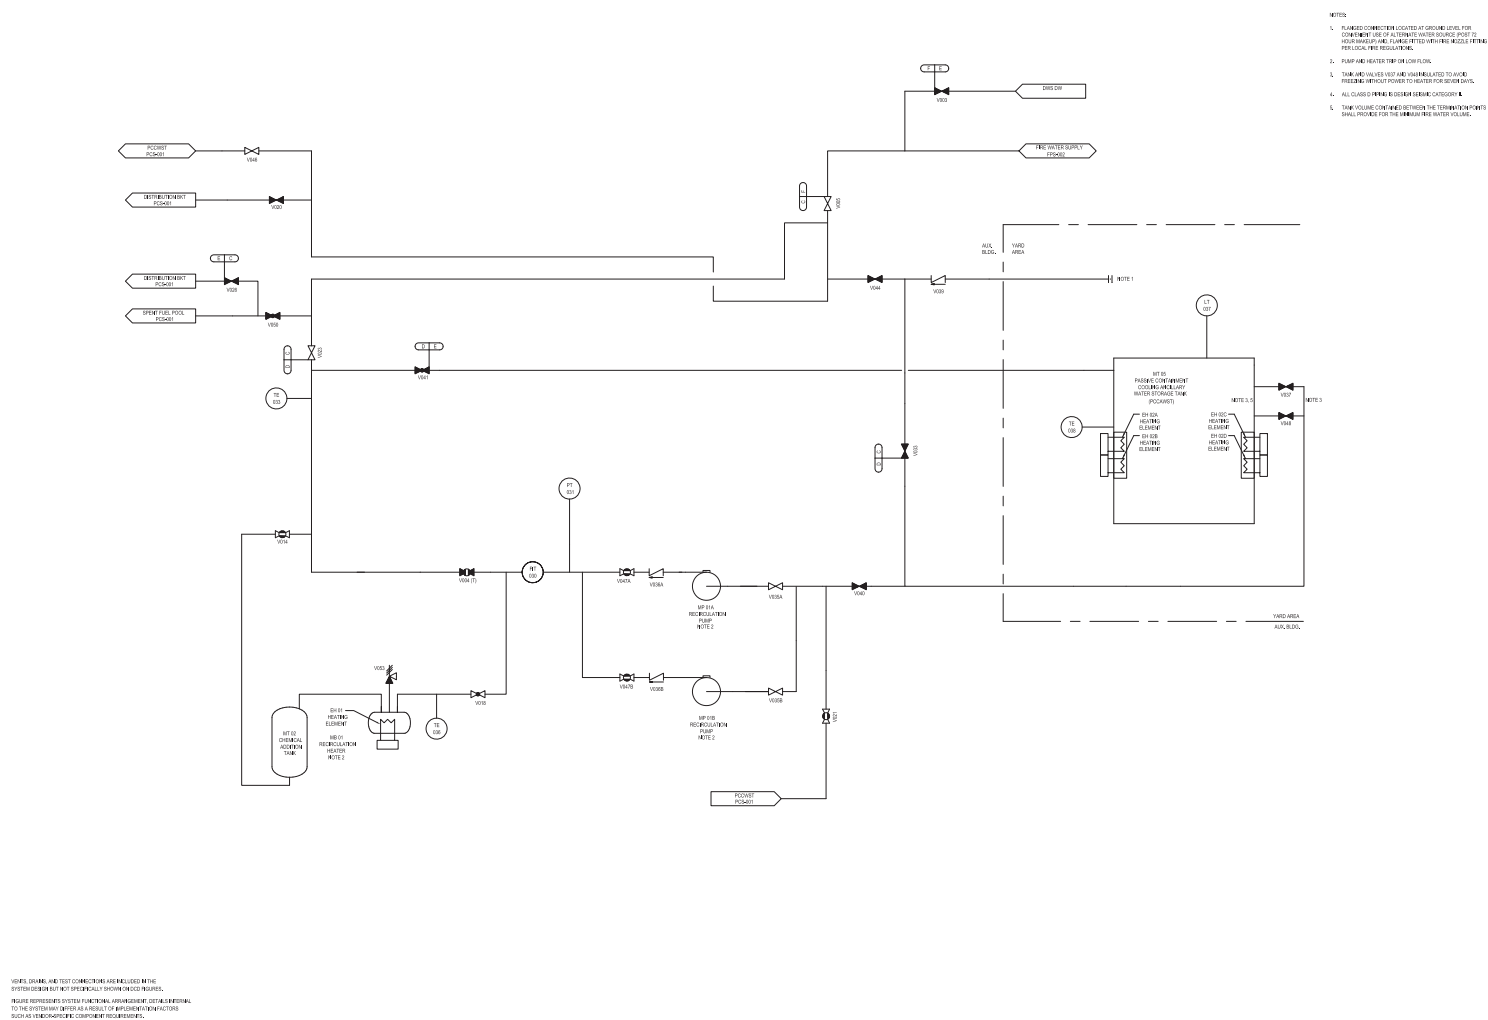 NOTES:
1. FLANGED CONNECTION LOCATED AT GROUND LEVEL FOR
CONVENIENT USE OF ALTERNATE WATER SOURCE (POST 72
HOUR MAKEUP) AND, FLANGE FITTED WITH FIRE NOZZLE FITTING
PER LOCAL FIRE REGULATIONS.
2. PUMP AND HEATER TRIP ON LOW FLOW.
3. TANK AND VALVES V037 AND V048 INSULATED TO AVOID
FREEZING WITHOUT POWER TO HEATER FOR SEVEN DAYS.
4. ALL CLASS D PIPING IS DESIGN SEISMIC CATEGORY II.
5. TANK VOLUME CONTAINED BETWEEN THE TERMINATION POINTS
SHALL PROVIDE FOR THE MINIMUM FIRE WATER VOLUME.
F E
V003
DWS DW
PCCWST
PCS-001
V046
FIRE WATER SUPPLY
FPS-002
DISTRIBUTION BKT
PCS-001
V020
F
C
V005
AUX.
BLDG.
YARD
AREA
E C
DISTRIBUTION BKT
PCS-001
V026
V044
V039
NOTE 1
SPENT FUEL POOL
PCS-001
V050
LT
037
C
D
V023
D E
V041
TE
033
MT 05
PASSIVE CONTAINMENT
COOLING ANCILLARY
WATER STORAGE TANK
(PCCAWST)
NOTE 3, 5
V037
NOTE 3
V048
TE
008
EH 02A
HEATING
ELEMENT
EH 02B
HEATING
ELEMENT
EH 02C
HEATING
ELEMENT
EH 02D
HEATING
ELEMENT
C
D
V033
PT
031
V014
V004 (T)
FIT
030
V047A
V036A
MP 01A
RECIRCULATION
PUMP
NOTE 2
V035A
V040
YARD AREA
AUX. BLDG.
V053
V018
TE
036
V047B
V036B
MP 01B
RECIRCULATION
PUMP
NOTE 2
V035B
V021
EH 01
HEATING
ELEMENT
MB 01
RECIRCULATION
HEATER
NOTE 2
MT 02
CHEMICAL
ADDITION
TANK
PCCWST
PCS-001
VENTS, DRAINS, AND TEST CONNECTIONS ARE INCLUDED IN THE
SYSTEM DESIGN BUT NOT SPECIFICALLY SHOWN ON DCD FIGURES.
FIGURE REPRESENTS SYSTEM FUNCTIONAL ARRANGEMENT, DETAILS INTERNAL
TO THE SYSTEM MAY DIFFER AS A RESULT OF IMPLEMENTATION FACTORS
SUCH AS VENDOR-SPECIFIC COMPONENT REQUIREMENTS.